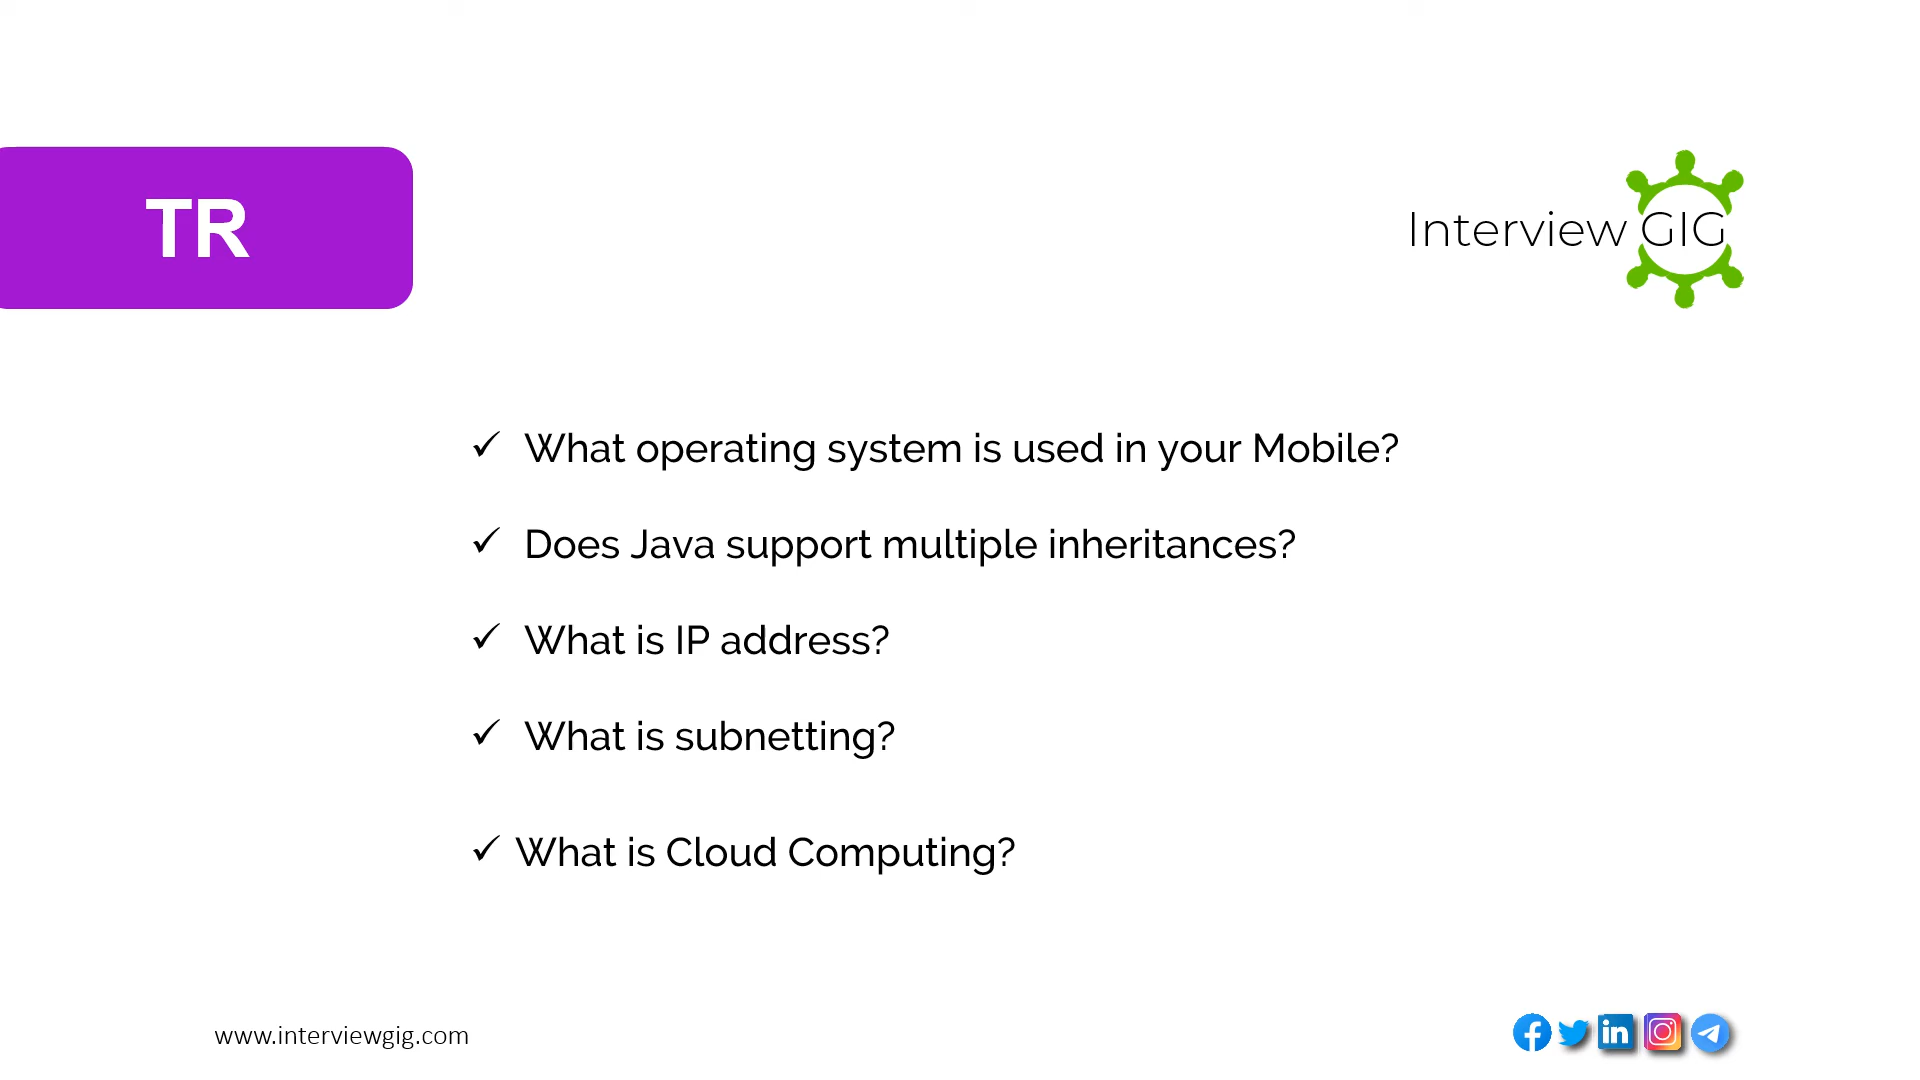 TR
Interview GIG
✓ What operating system is used in your Mobile?
✓ Does Java support multiple inheritances?
✓ What is IP address?
✓ What is subnetting?
✓ What is Cloud Computing?
www.interviewgig.com